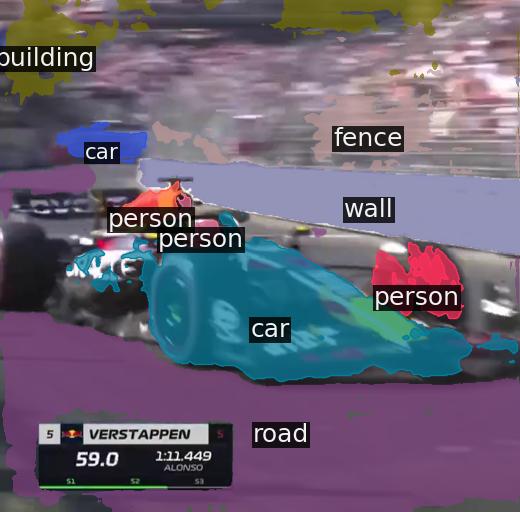 building
car
fence
wall
person
person
person
car
road
5 VERSTAPPEN 5
59.0 1:11.449
ALONSO
S1 S2 S3